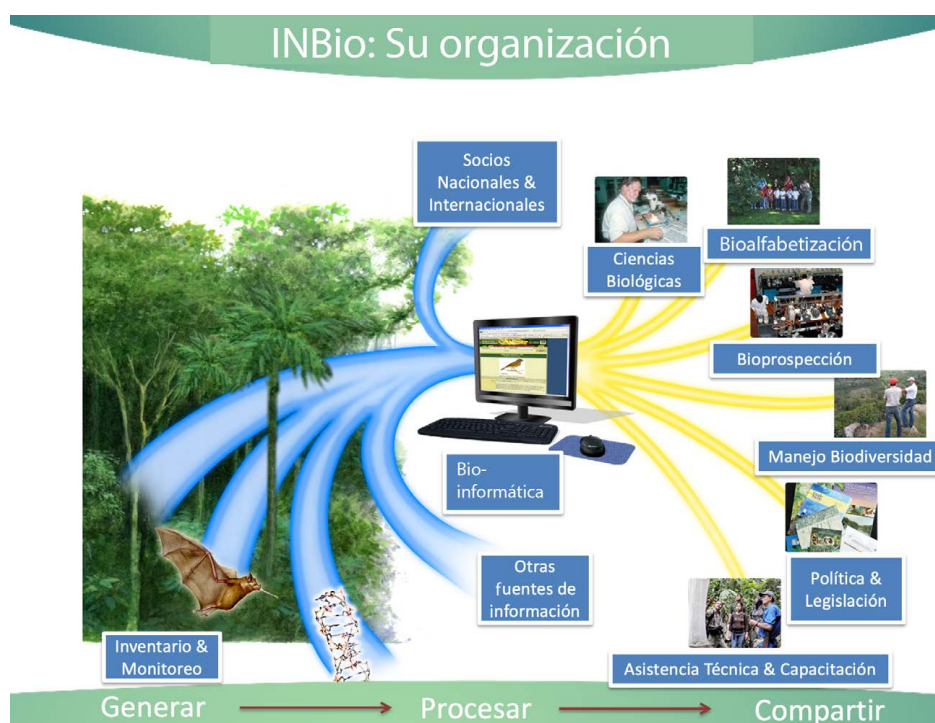 INBio: Su organización
Socios
Nacionales &
Internacionales
Ciencias
Biológicas
Bioalfabetización
Bioprospección
Manejo Biodiversidad
Bio-
informática
Otras
fuentes de
información
Política &
Legislación
Inventario &
Monitoreo
Asistencia Técnica & Capacitación
Generar
Procesar
Compartir